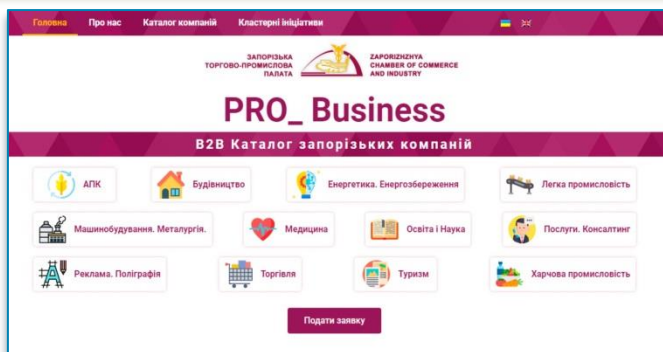 Головна Про нас Каталог компаній Кластерні ініціативи
ЗАПОРІЗЬКА
ТОРГОВО-ПРОМИСЛОВА
ПАЛАТА
ZAPORIZHZHYA
CHAMBER OF COMMERCE
AND INDUSTRY
PRO_ Business
B2B Каталог запорізьких компаній
АПК Будівництво Енергетика. Енергозбереження Легка промисловість
Машинобудування. Металургія. Медицина Освіта і Наука Послуги. Консалтинг
Реклама. Поліграфія Торгівля Туризм Харчова промисловість
Подати заявку